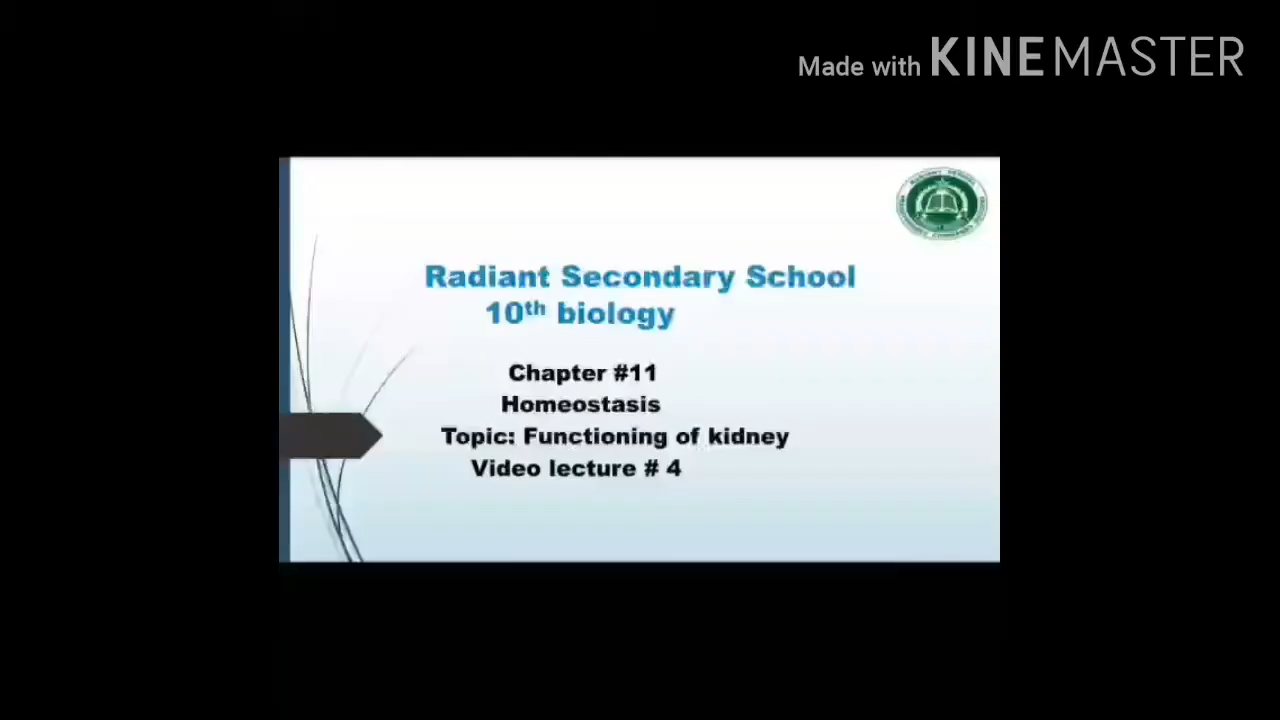 Made with KINEMASTER
Radiant Secondary School
10th biology
Chapter #11
Homeostasis
Topic: Functioning of kidney
Video lecture # 4